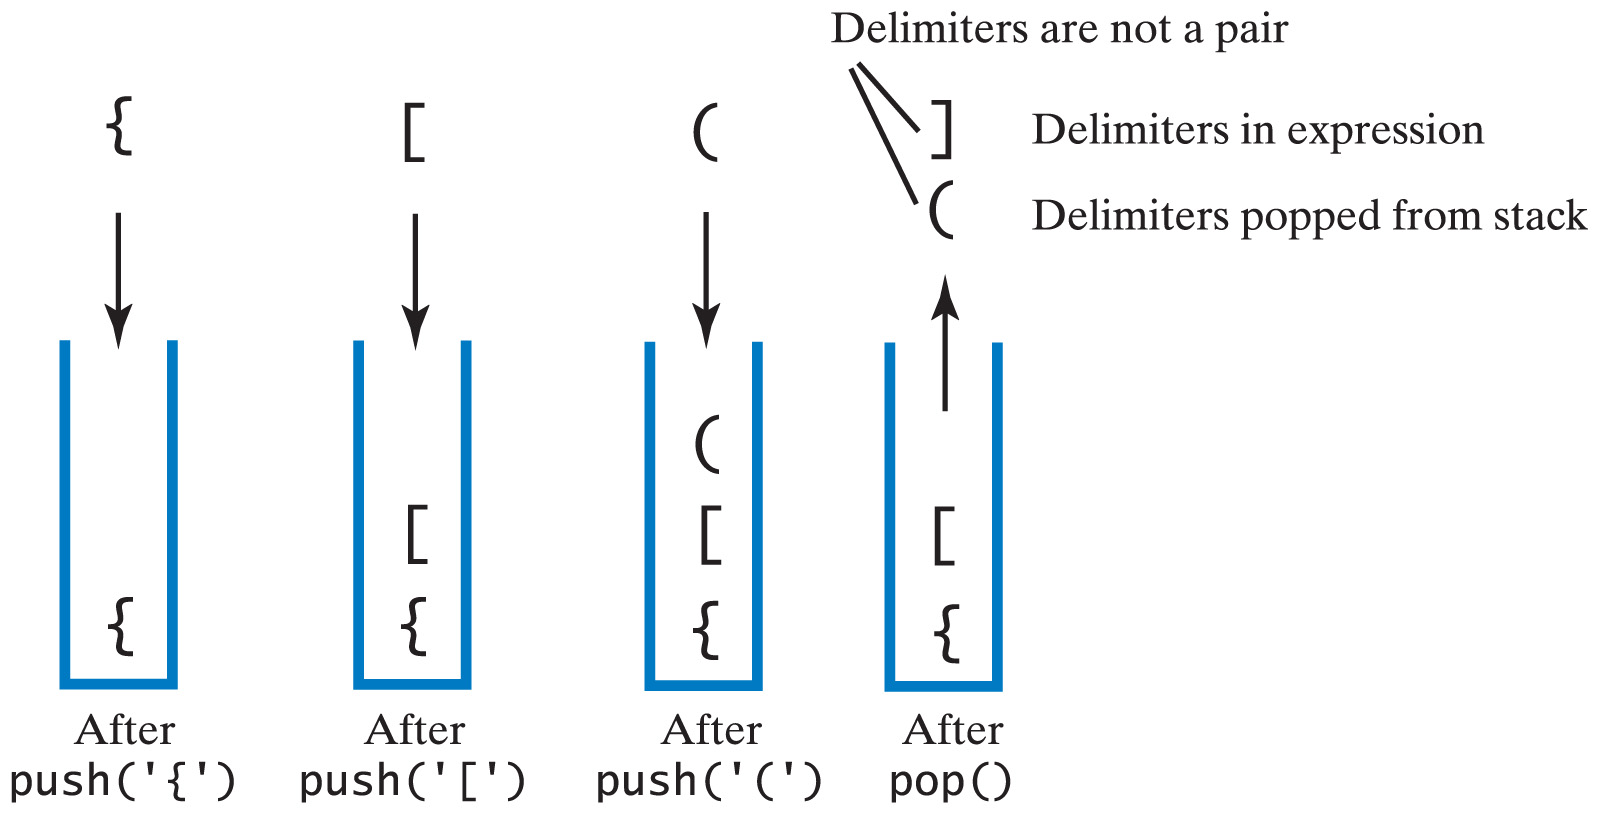 Delimiters are not a pair
{ [ ( ] Delimiters in expression
( Delimiters popped from stack
(
[ [ [
{ { { {
After After After After
push('{') push('[') push('(') pop()